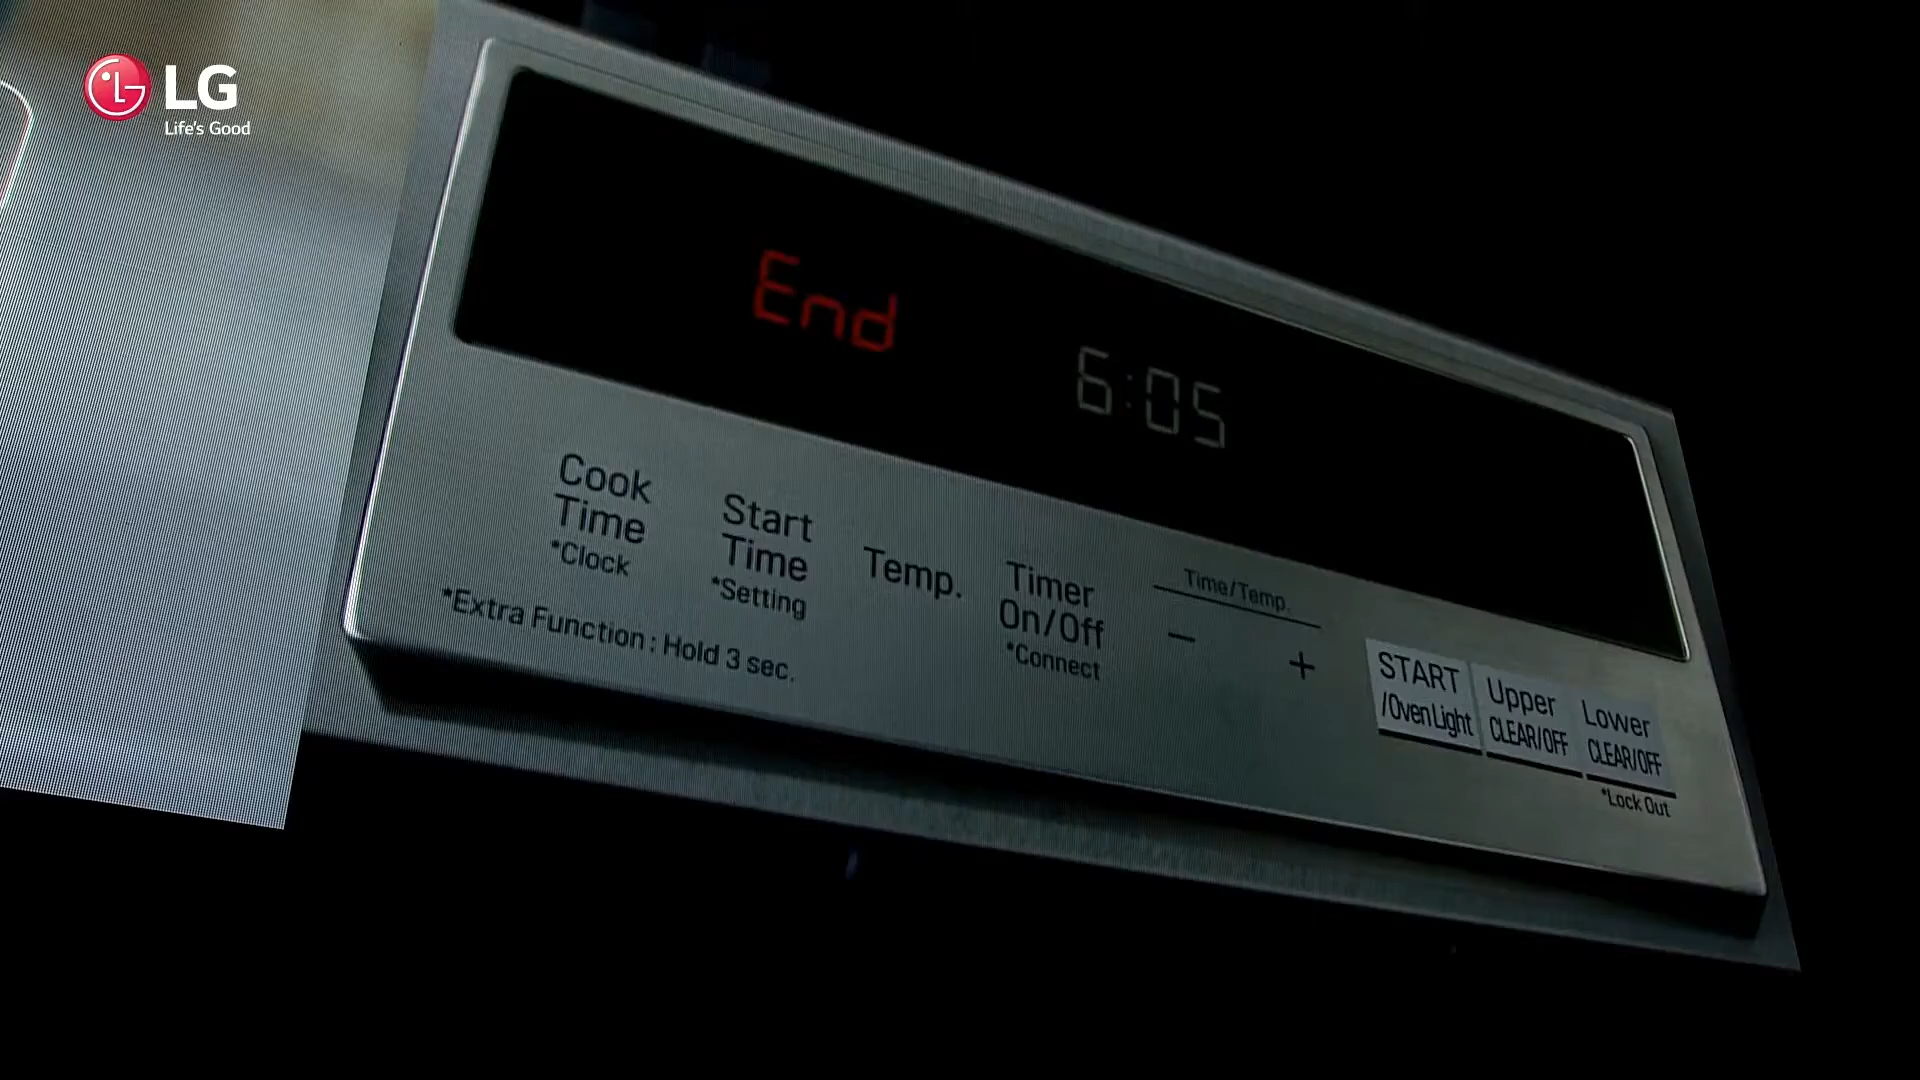 LG
Life's Good
End
6:05
Cook
Time
*Clock
Start
Time
*Setting
Temp.
Timer
On/Off
*Connect
Time/Temp.
− +
*Extra Function : Hold 3 sec.
START
/Oven Light
Upper
CLEAR/OFF
Lower
CLEAR/OFF
*Lock Out